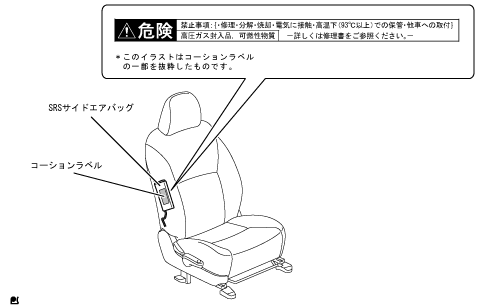 危険
禁止事項:{・修理・分解・焼却・電気に接触・高温下(93℃以上)での保管・他車への取付}
高圧ガス封入品、可燃性物質 －詳しくは修理書をご参照ください。－
＊このイラストはコーションラベル
の一部を抜粋したものです。
SRSサイドエアバッグ
コーションラベル